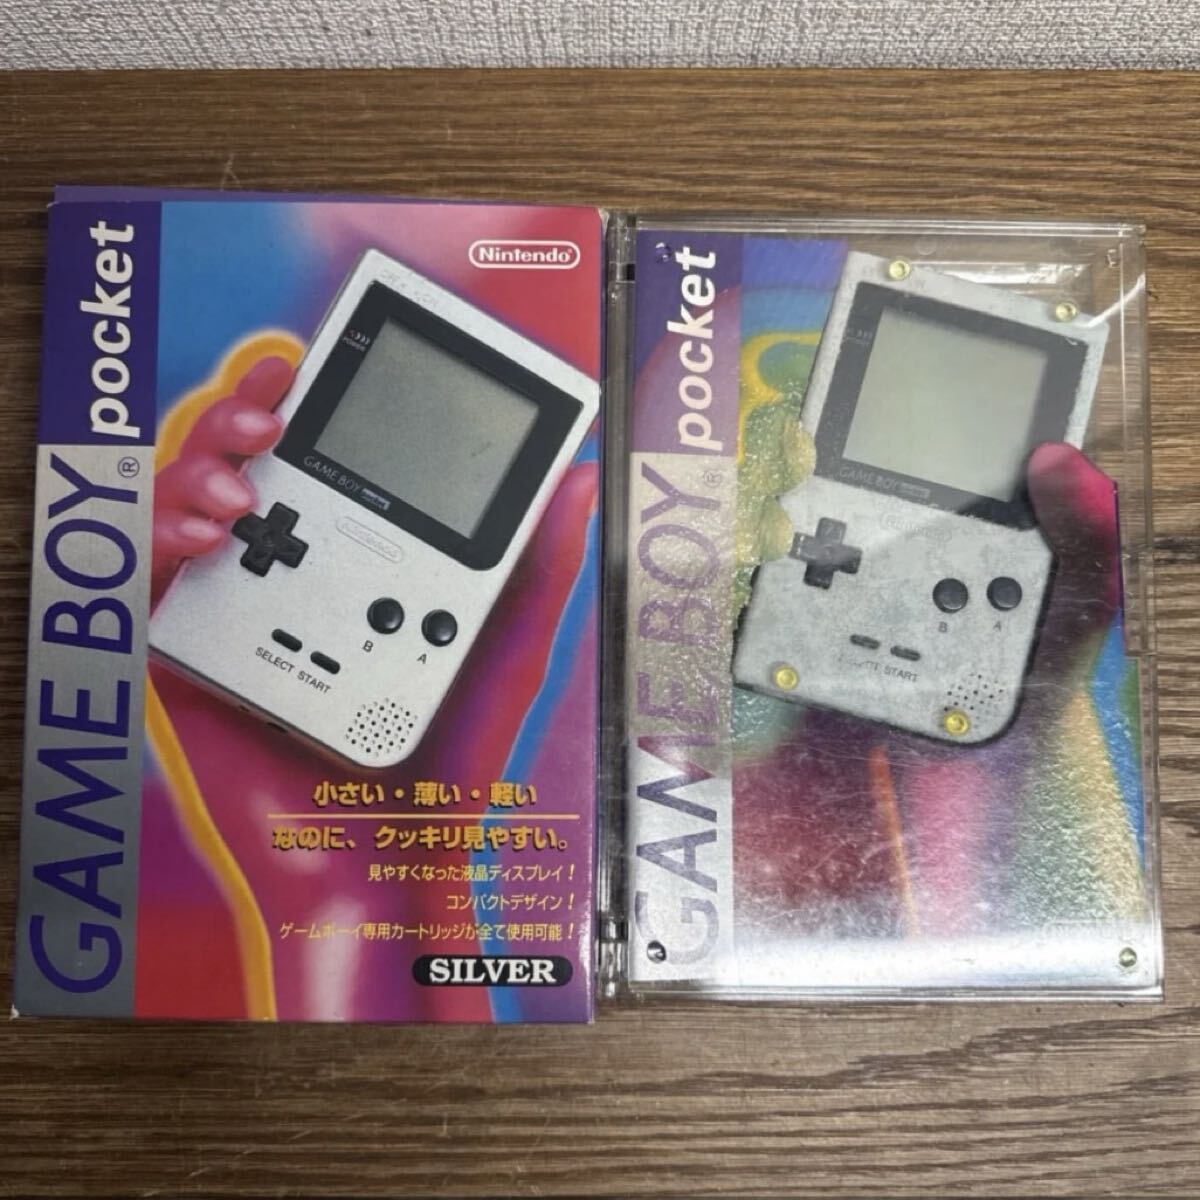 GAME BOY® pocket
Nintendo
POWER
GAME BOY pocket
Nintendo
B
A
SELECT START
小さい・薄い・軽い
なのに、クッキリ見やすい。
見やすくなった液晶ディスプレイ!
コンパクトデザイン!
ゲームボーイ専用カートリッジが全て使用可能!
SILVER
GAME BOY® pocket
GAME BOY pocket
Nintendo
B
A
START